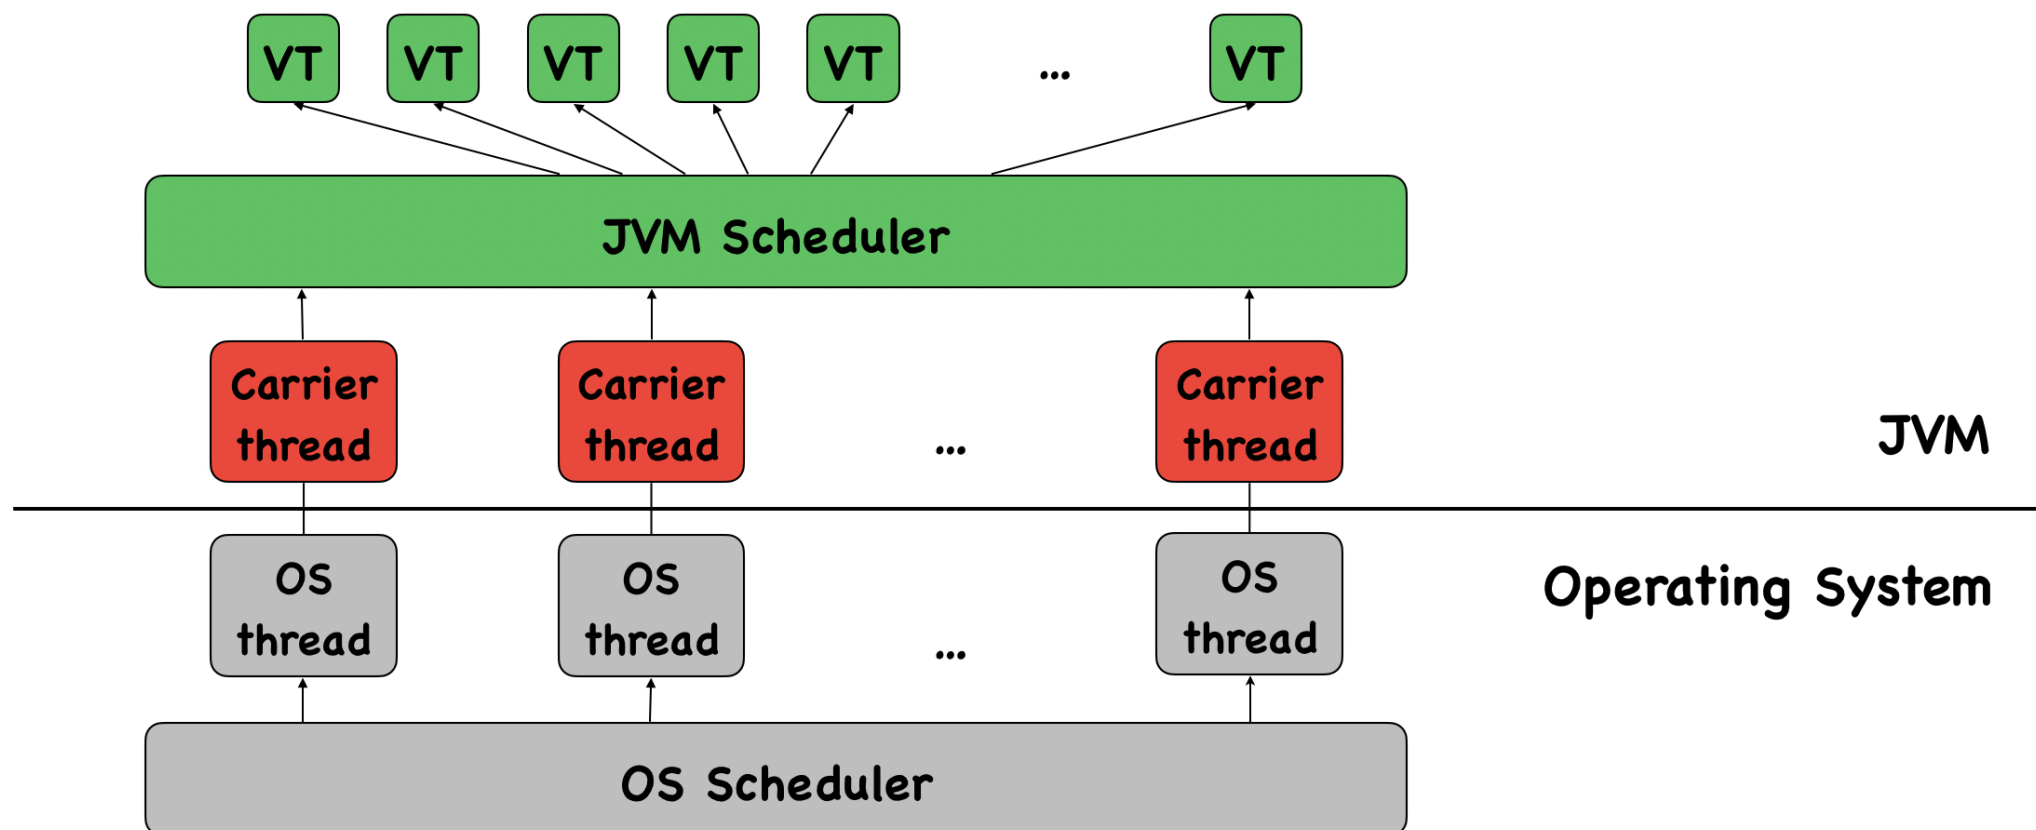 VT VT VT VT VT ... VT
JVM Scheduler
Carrier thread
Carrier thread
...
Carrier thread
JVM
OS thread
OS thread
...
OS thread
Operating System
OS Scheduler